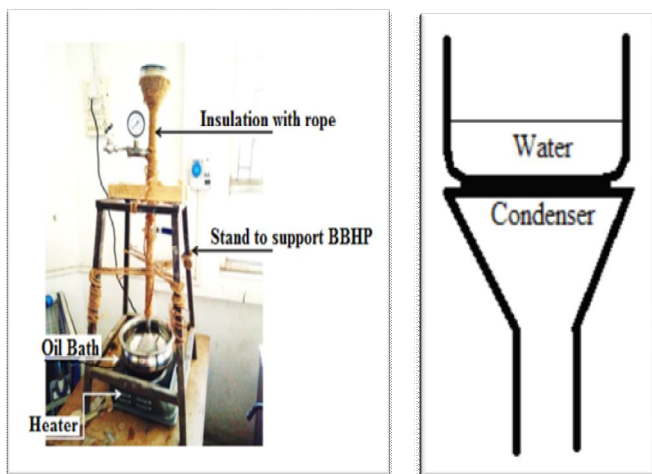 Insulation with rope
Stand to support BBHP
Oil Bath
Heater
Water
Condenser